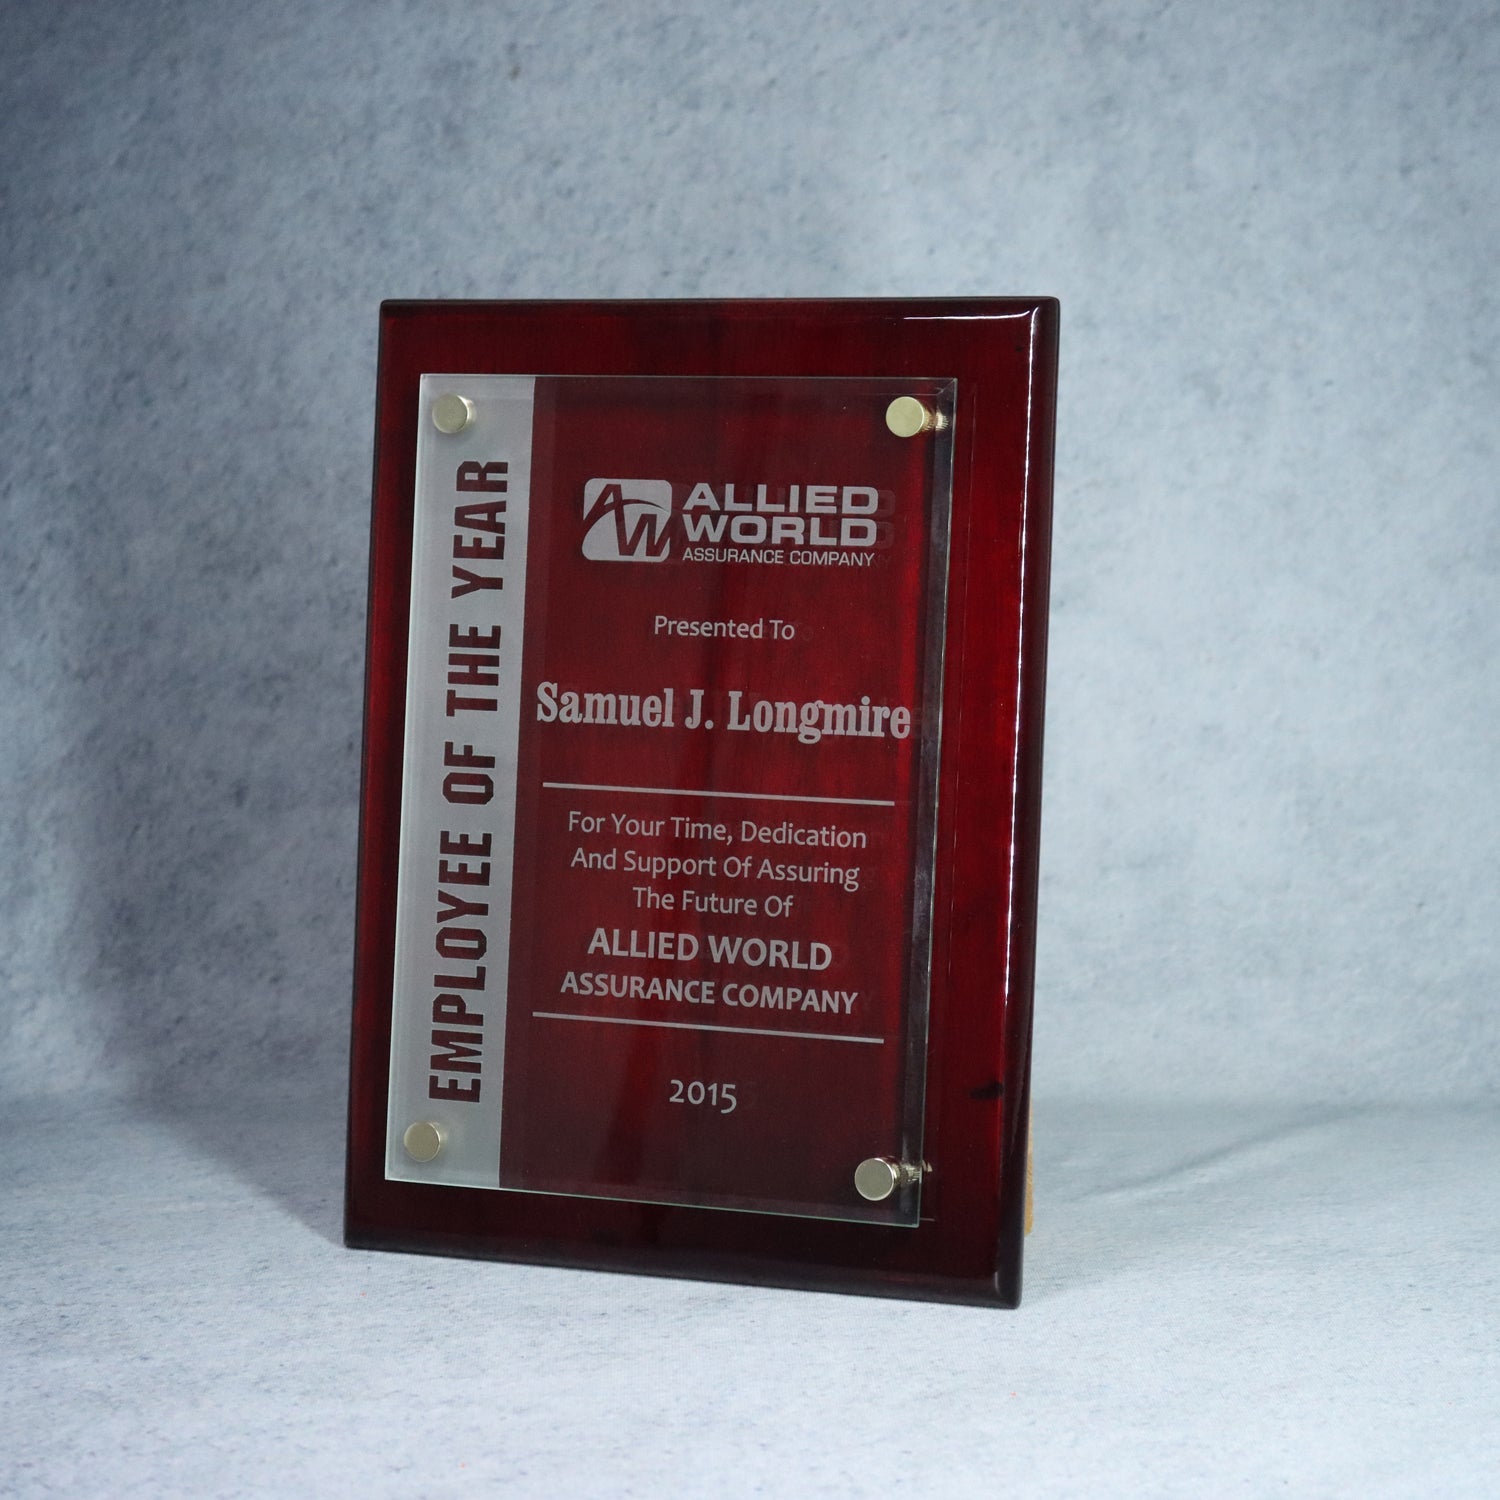 EMPLOYEE OF THE YEAR
AW
ALLIED
WORLD
ASSURANCE COMPANY
Presented To
Samuel J. Longmire
For Your Time, Dedication
And Support Of Assuring
The Future Of
ALLIED WORLD
ASSURANCE COMPANY
2015